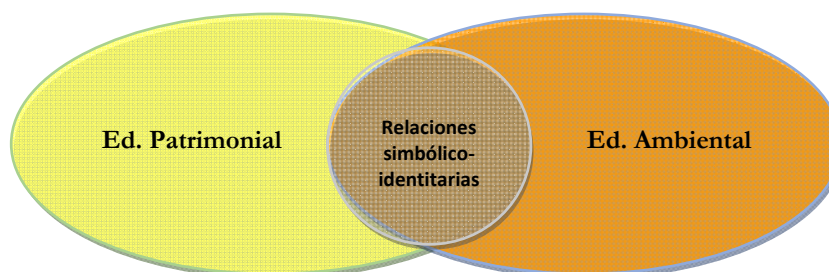 Ed. Patrimonial
Relaciones
simbólico-
identitarias
Ed. Ambiental